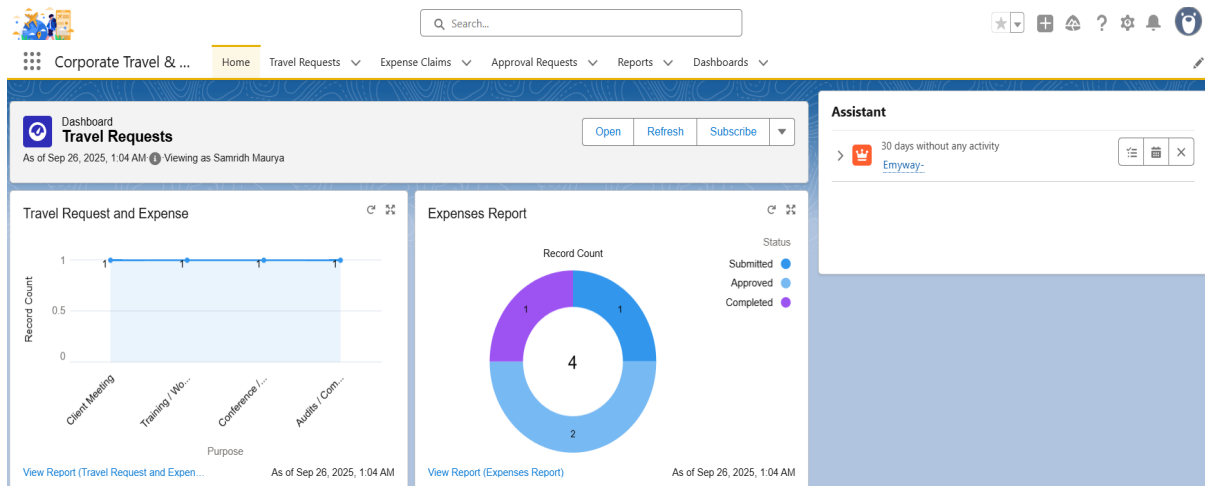 Search...
Corporate Travel & ...
Home
Travel Requests
Expense Claims
Approval Requests
Reports
Dashboards
Dashboard
Travel Requests
As of Sep 26, 2025, 1:04 AM Viewing as Samridh Maurya
Open
Refresh
Subscribe
Travel Request and Expense
1
0.5
0
Record Count
1
1
1
1
Client Meeting
Training / Wo...
Conference /...
Audits / Com...
Purpose
View Report (Travel Request and Expen...
As of Sep 26, 2025, 1:04 AM
Expenses Report
Record Count
1
1
4
2
Status
Submitted
Approved
Completed
View Report (Expenses Report)
As of Sep 26, 2025, 1:04 AM
Assistant
30 days without any activity
Emyway-